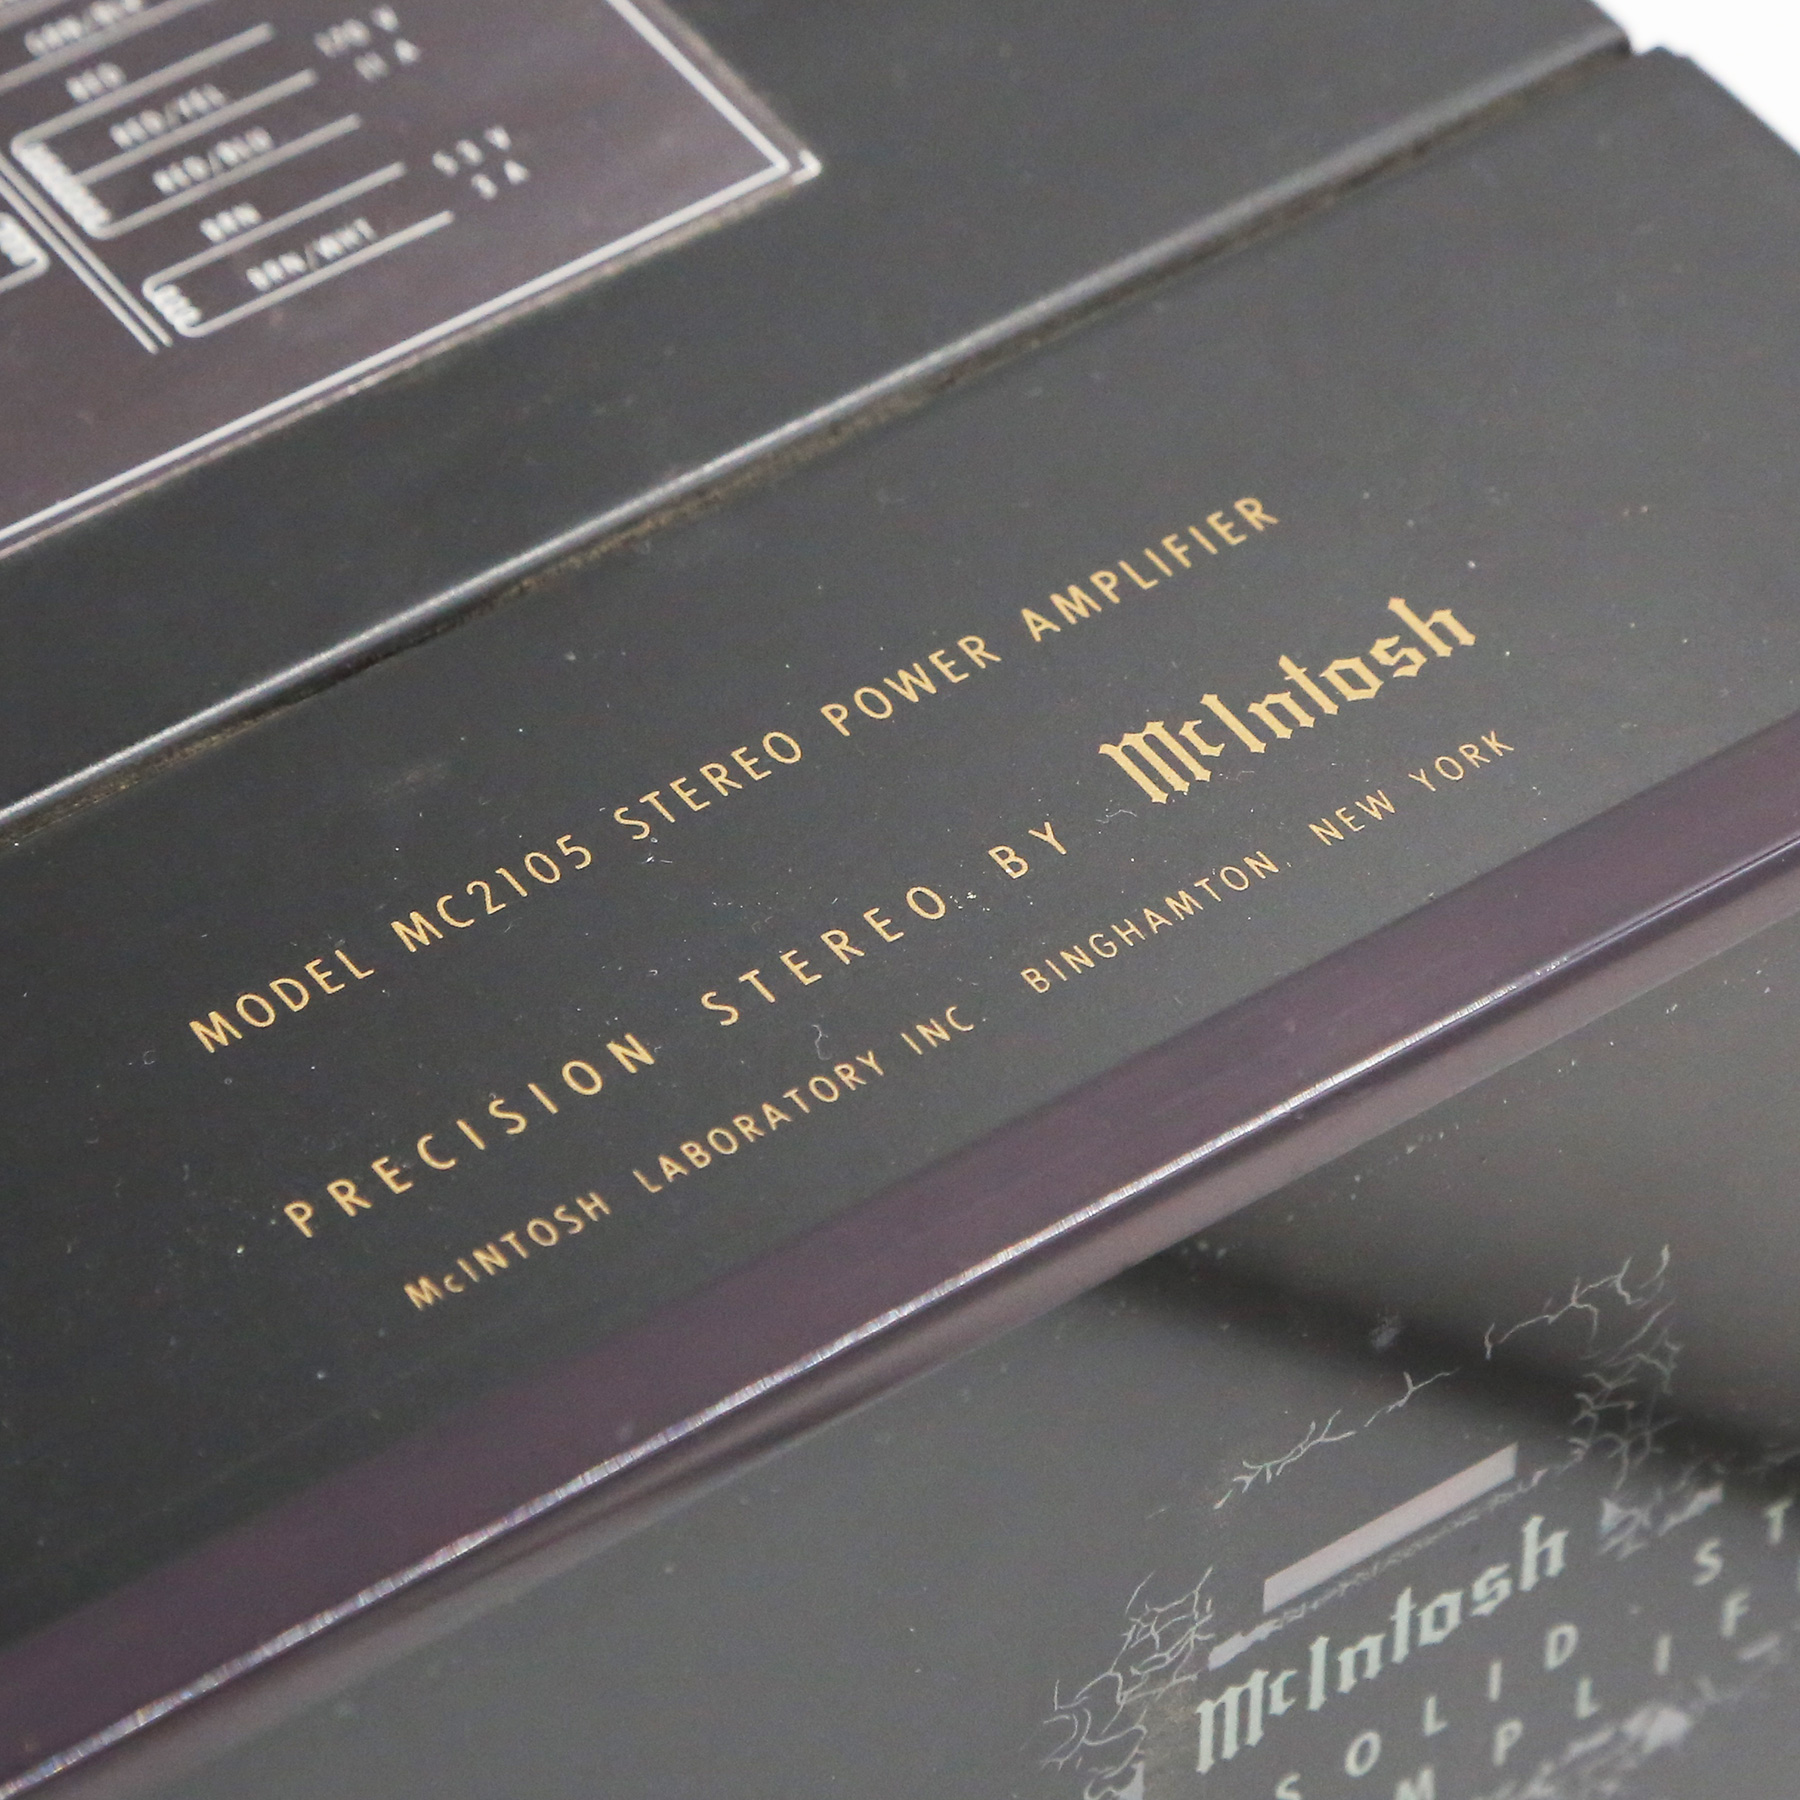 RED
RED/YEL
RED/BLU
BRN
BRN/WHT
MODEL MC2105 STEREO POWER AMPLIFIER
PRECISION STEREO BY McIntosh
McINTOSH LABORATORY INC. BINGHAMTON, NEW YORK
McIntosh
SOLID